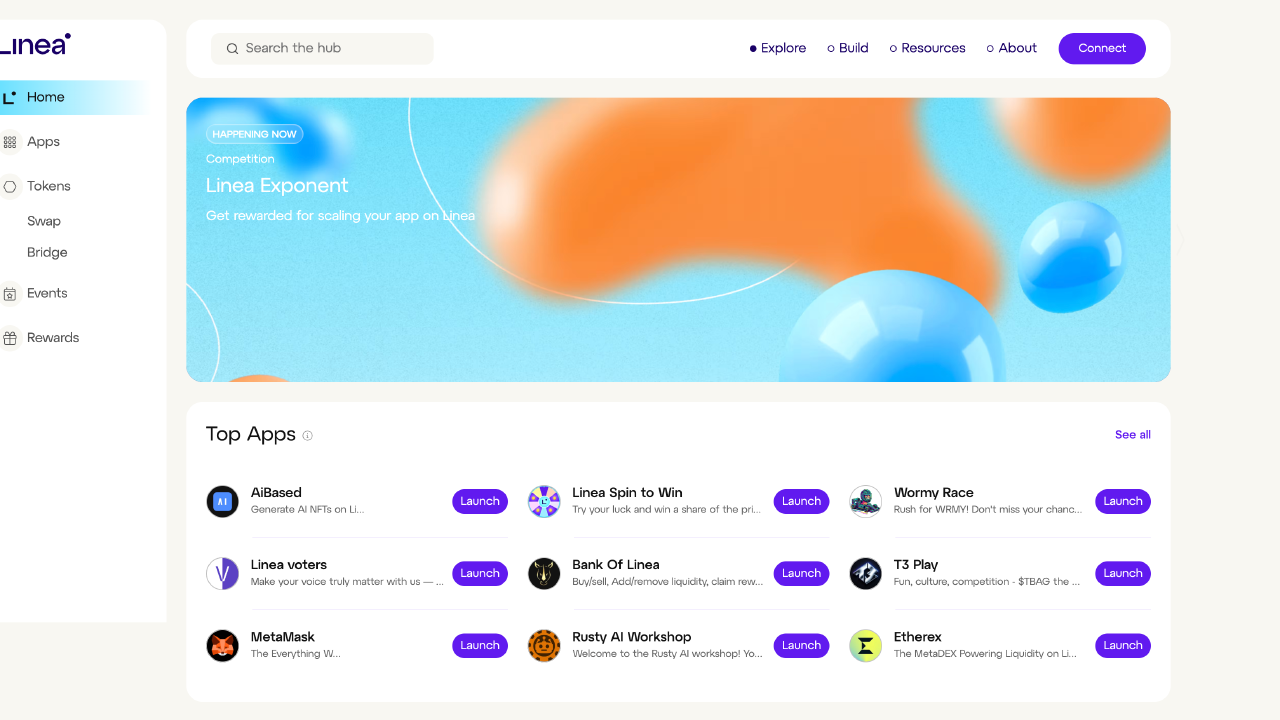 Linea
Home
Apps
Tokens
Swap
Bridge
Events
Rewards
Search the hub
Explore
Build
Resources
About
Connect
HAPPENING NOW
Competition
Linea Exponent
Get rewarded for scaling your app on Linea
Top Apps
See all
AiBased
Generate AI NFTs on Li...
Launch
Linea Spin to Win
Try your luck and win a share of the pri...
Launch
Wormy Race
Rush for WRMY! Don't miss your chanc...
Launch
Linea voters
Make your voice truly matter with us — ...
Launch
Bank Of Linea
Buy/sell, Add/remove liquidity, claim rew...
Launch
T3 Play
Fun, culture, competition - $TBAG the ...
Launch
MetaMask
The Everything W...
Launch
Rusty AI Workshop
Welcome to the Rusty AI workshop! Yo...
Launch
Etherex
The MetaDEX Powering Liquidity on Li...
Launch